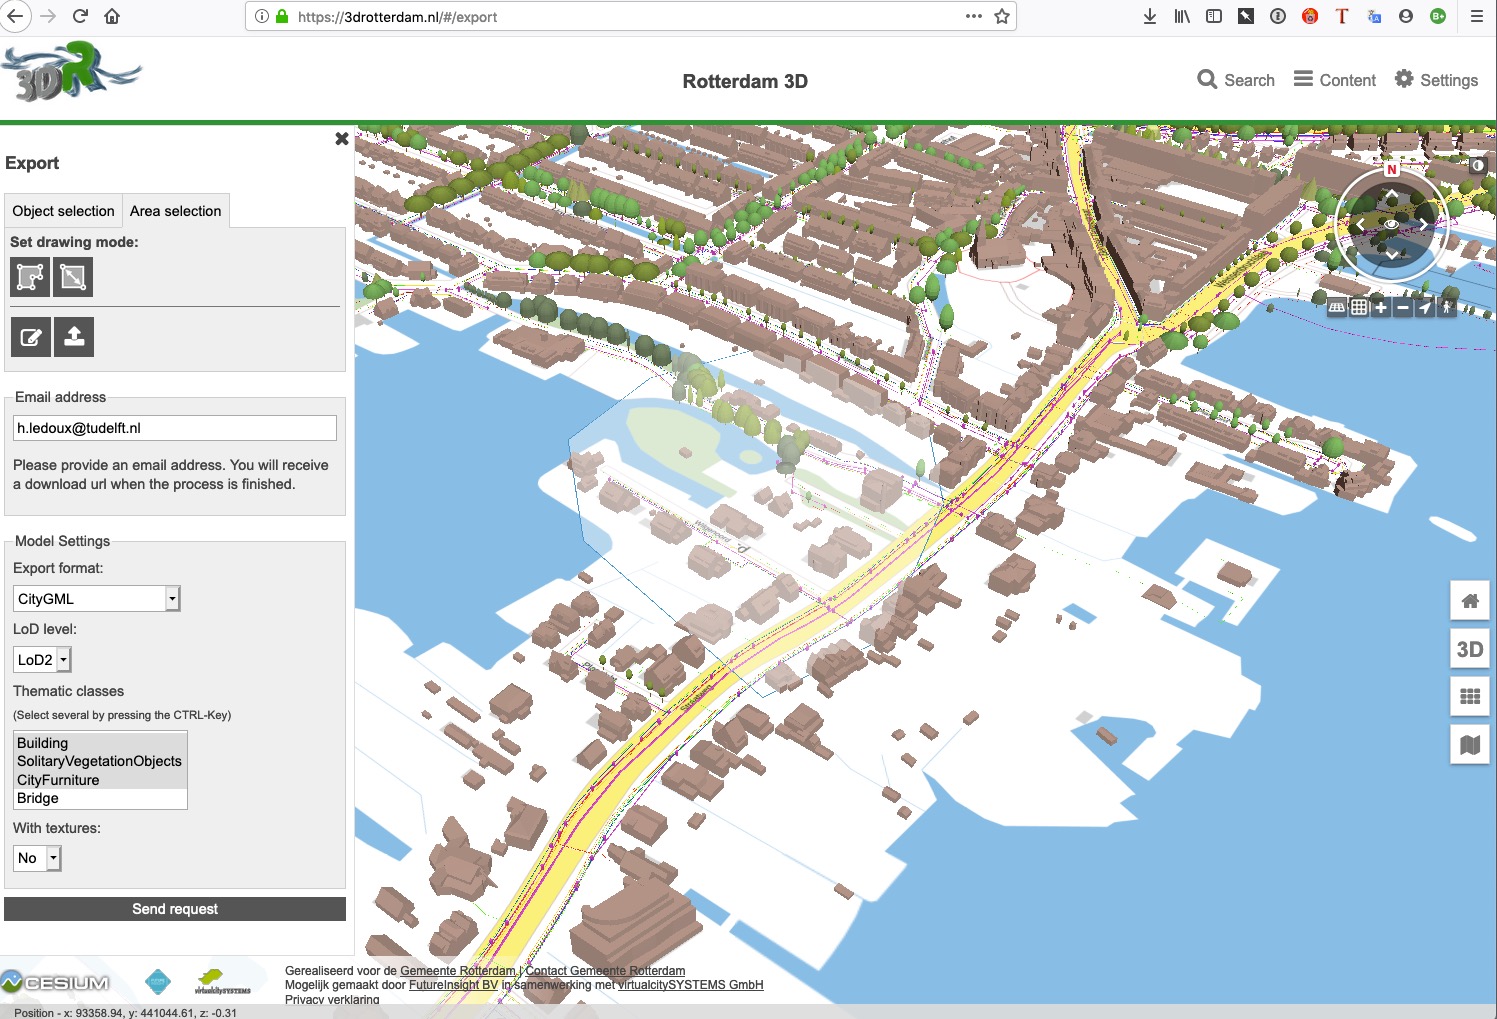 https://3drotterdam.nl/#/export
3DR
Rotterdam 3D
Search
Content
Settings
Export
Object selection
Area selection
Set drawing mode:
Email address
h.ledoux@tudelft.nl
Please provide an email address. You will receive
a download url when the process is finished.
Model Settings
Export format:
CityGML
LoD level:
LoD2
Thematic classes
(Select several by pressing the CTRL-Key)
Building
SolitaryVegetationObjects
CityFurniture
Bridge
With textures:
No
Send request
N
3D
CESIUM
virtualcitySYSTEMS
Gerealiseerd voor de Gemeente Rotterdam | Contact Gemeente Rotterdam
Mogelijk gemaakt door FutureInsight BV in samenwerking met virtualcitySYSTEMS GmbH
Privacy verklaring
Position - x: 93358.94, y: 441044.61, z: -0.31